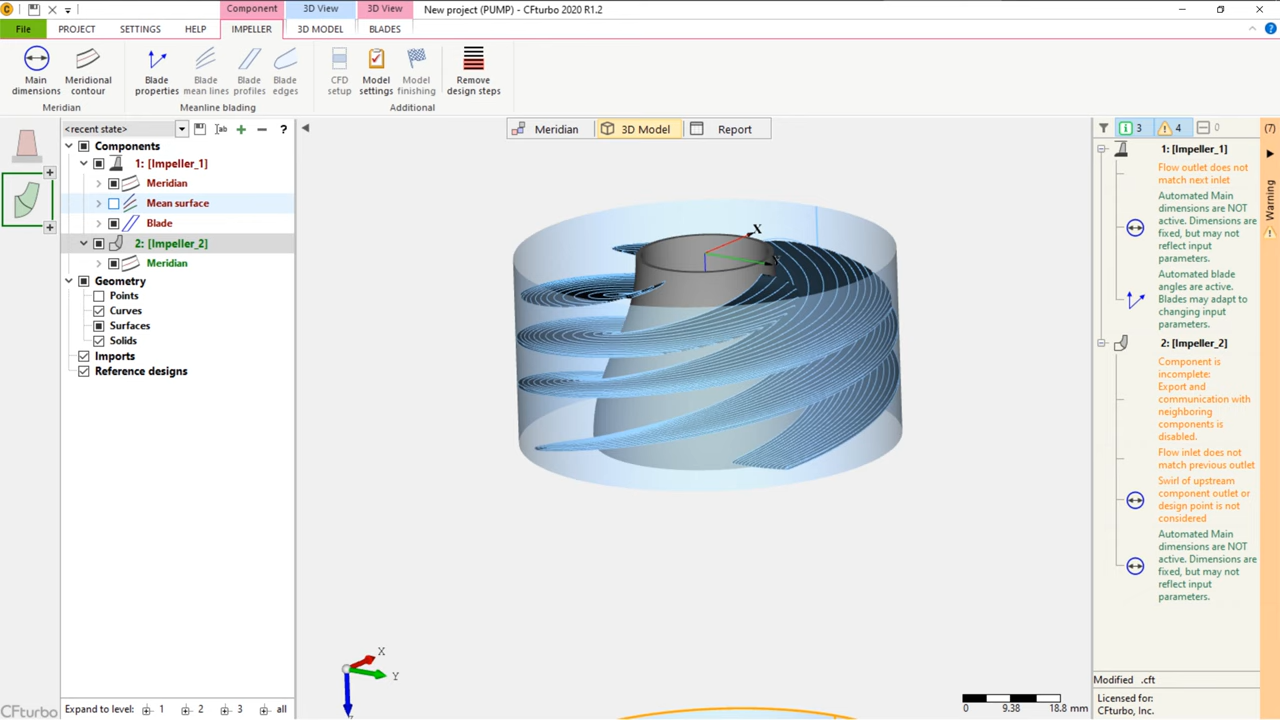 Component
3D View
3D View
New project (PUMP) - CFturbo 2020 R1.2
File
PROJECT
SETTINGS
HELP
IMPELLER
3D MODEL
BLADES
Main dimensions
Meridional contour
Blade properties
Blade mean lines
Blade profiles
Blade edges
CFD setup
Model settings
Model finishing
Remove design steps
Meridian
Meanline blading
Additional
<recent state>
ab
?
Meridian
3D Model
Report
3
4
0
(7)
Warning
Components
1: [Impeller_1]
Meridian
Mean surface
Blade
2: [Impeller_2]
Meridian
Geometry
Points
Curves
Surfaces
Solids
Imports
Reference designs
X
X
Y
1: [Impeller_1]
Flow outlet does not
match next inlet
Automated Main
dimensions are NOT
active. Dimensions are
fixed, but may not
reflect input
parameters.
Automated blade
angles are active.
Blades may adapt to
changing input
parameters.
2: [Impeller_2]
Component is
incomplete:
Export and
communication with
neighboring
components is
disabled.
Flow inlet does not
match previous outlet
Swirl of upstream
component outlet or
design point is not
considered
Automated Main
dimensions are NOT
active. Dimensions are
fixed, but may not
reflect input
parameters.
Modified .cft
Licensed for:
CFturbo, Inc.
0 9.38 18.8 mm
CFturbo
Expand to level: 1 2 3 all